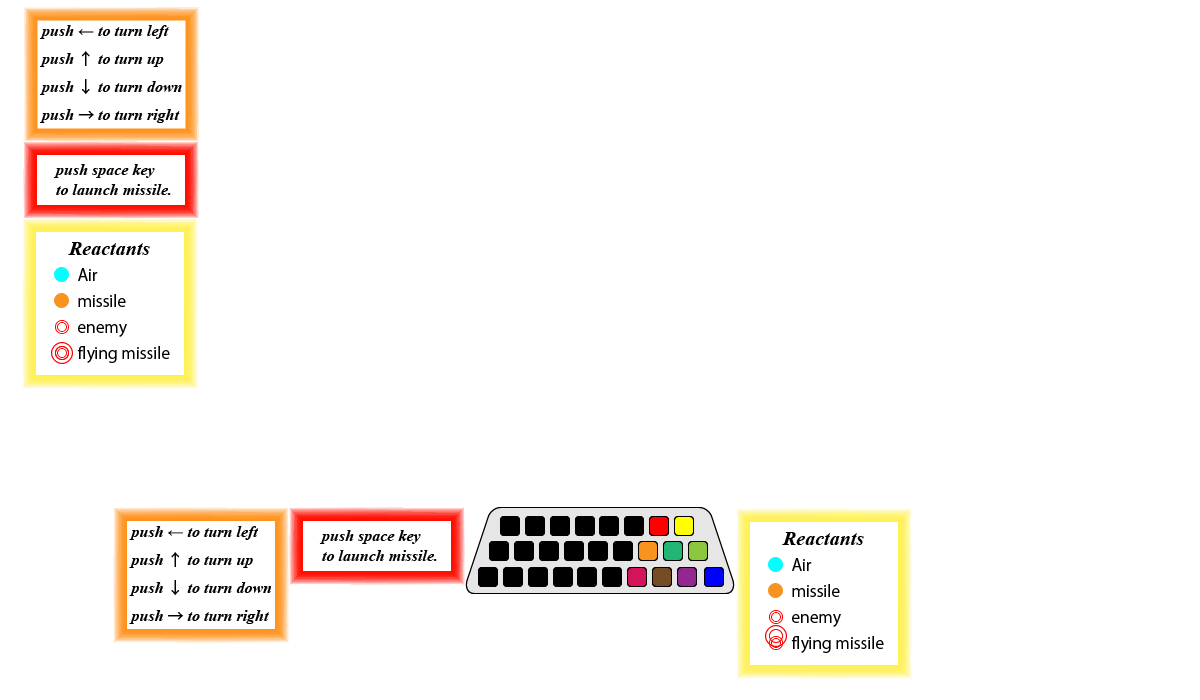 push ← to turn left
push ↑ to turn up
push ↓ to turn down
push → to turn right
push space key
to launch missile.
Reactants
Air
missile
enemy
flying missile
push ← to turn left
push ↑ to turn up
push ↓ to turn down
push → to turn right
push space key
to launch missile.
Reactants
Air
missile
enemy
flying missile